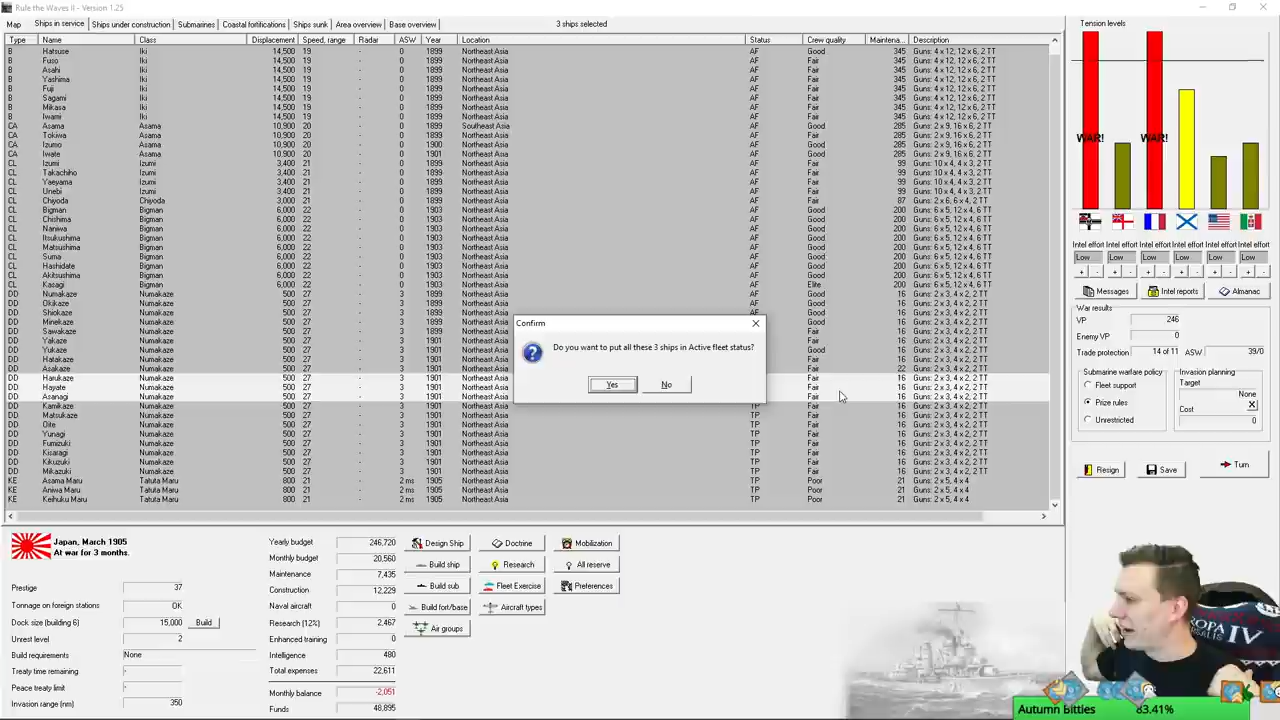 Rule the Waves II - Version 1.25
Map Ships in service Ships under construction Submarines Coastal fortifications Ships sunk Area overview Base overview 3 ships selected
Type Name Class Displacement Speed, range Radar ASW Year Location Status Crew quality Maintena... Description
B Hatsuse Iki 14,500 19 - 0 1899 Northeast Asia AF Good 345 Guns: 4 x 12, 12 x 6, 2 TT
B Fuso Iki 14,500 19 - 0 1899 Northeast Asia AF Fair 345 Guns: 4 x 12, 12 x 6, 2 TT
B Asahi Iki 14,500 19 - 0 1899 Northeast Asia AF Fair 345 Guns: 4 x 12, 12 x 6, 2 TT
B Yashima Iki 14,500 19 - 0 1899 Northeast Asia AF Fair 345 Guns: 4 x 12, 12 x 6, 2 TT
B Fuji Iki 14,500 19 - 0 1899 Northeast Asia AF Fair 345 Guns: 4 x 12, 12 x 6, 2 TT
B Sagami Iki 14,500 19 - 0 1899 Northeast Asia AF Fair 345 Guns: 4 x 12, 12 x 6, 2 TT
B Mikasa Iki 14,500 19 - 0 1899 Northeast Asia AF Fair 345 Guns: 4 x 12, 12 x 6, 2 TT
B Iwami Iki 14,500 19 - 0 1899 Northeast Asia AF Fair 345 Guns: 4 x 12, 12 x 6, 2 TT
CA Asama Asama 10,900 20 - 0 1899 Southeast Asia AF Good 285 Guns: 2 x 9, 16 x 6, 2 TT
CA Tokiwa Asama 10,900 20 - 0 1899 Northeast Asia AF Fair 285 Guns: 2 x 9, 16 x 6, 2 TT
CA Izumo Asama 10,900 20 - 0 1900 Northeast Asia AF Good 285 Guns: 2 x 9, 16 x 6, 2 TT
CA Iwate Asama 10,900 20 - 0 1901 Northeast Asia AF Good 285 Guns: 2 x 9, 16 x 6, 2 TT
CL Izumi Izumi 3,400 21 - 0 1899 Northeast Asia AF Fair 99 Guns: 10 x 4, 4 x 3, 2 TT
CL Takachiho Izumi 3,400 21 - 0 1899 Northeast Asia AF Good 99 Guns: 10 x 4, 4 x 3, 2 TT
CL Yaeyama Izumi 3,400 21 - 0 1899 Northeast Asia AF Fair 99 Guns: 10 x 4, 4 x 3, 2 TT
CL Unebi Izumi 3,400 21 - 0 1899 Northeast Asia AF Fair 99 Guns: 10 x 4, 4 x 3, 2 TT
CL Chiyoda Chiyoda 3,000 21 - 0 1899 Northeast Asia AF Fair 87 Guns: 2 x 6, 6 x 4, 2 TT
CL Bigman Bigman 6,000 22 - 0 1903 Northeast Asia AF Good 200 Guns: 6 x 5, 12 x 4, 6 TT
CL Chishima Bigman 6,000 22 - 0 1903 Northeast Asia AF Fair 200 Guns: 6 x 5, 12 x 4, 6 TT
CL Naniwa Bigman 6,000 22 - 0 1903 Northeast Asia AF Good 200 Guns: 6 x 5, 12 x 4, 6 TT
CL Itsukushima Bigman 6,000 22 - 0 1903 Northeast Asia AF Good 200 Guns: 6 x 5, 12 x 4, 6 TT
CL Matsushima Bigman 6,000 22 - 0 1903 Northeast Asia AF Good 200 Guns: 6 x 5, 12 x 4, 6 TT
CL Suma Bigman 6,000 22 - 0 1903 Northeast Asia AF Fair 200 Guns: 6 x 5, 12 x 4, 6 TT
CL Hashidate Bigman 6,000 22 - 0 1903 Northeast Asia AF Good 200 Guns: 6 x 5, 12 x 4, 6 TT
CL Akitsushima Bigman 6,000 22 - 0 1903 Northeast Asia AF Good 200 Guns: 6 x 5, 12 x 4, 6 TT
CL Kasagi Bigman 6,000 22 - 0 1903 Northeast Asia AF Elite 200 Guns: 6 x 5, 12 x 4, 6 TT
DD Numakaze Numakaze 500 27 - 3 1899 Northeast Asia AF Good 16 Guns: 2 x 3, 4 x 2, 2 TT
DD Okikaze Numakaze 500 27 - 3 1899 Northeast Asia AF Good 16 Guns: 2 x 3, 4 x 2, 2 TT
DD Shiokaze Numakaze 500 27 - 3 1899 Northeast Asia AF Good 16 Guns: 2 x 3, 4 x 2, 2 TT
DD Minekaze Numakaze 500 27 - 3 1899 Northeast Asia Good 16 Guns: 2 x 3, 4 x 2, 2 TT
DD Sawakaze Numakaze 500 27 - 3 1899 Northeast Asia Fair 16 Guns: 2 x 3, 4 x 2, 2 TT
DD Yakaze Numakaze 500 27 - 3 1899 Northeast Asia Fair 16 Guns: 2 x 3, 4 x 2, 2 TT
DD Yukaze Numakaze 500 27 - 3 1899 Northeast Asia Good 16 Guns: 2 x 3, 4 x 2, 2 TT
DD Hatakaze Numakaze 500 27 - 3 1901 Northeast Asia Fair 16 Guns: 2 x 3, 4 x 2, 2 TT
DD Asakaze Numakaze 500 27 - 3 1901 Northeast Asia Fair 22 Guns: 2 x 3, 4 x 2, 2 TT
DD Harukaze Numakaze 500 27 - 3 1901 Northeast Asia Fair 16 Guns: 2 x 3, 4 x 2, 2 TT
DD Hayate Numakaze 500 27 - 3 1901 Northeast Asia Fair 16 Guns: 2 x 3, 4 x 2, 2 TT
DD Asanagi Numakaze 500 27 - 3 1901 Northeast Asia Fair 16 Guns: 2 x 3, 4 x 2, 2 TT
DD Kamikaze Numakaze 500 27 - 3 1901 Northeast Asia TP Fair 16 Guns: 2 x 3, 4 x 2, 2 TT
DD Matsukaze Numakaze 500 27 - 3 1901 Northeast Asia TP Fair 16 Guns: 2 x 3, 4 x 2, 2 TT
DD Oite Numakaze 500 27 - 3 1901 Northeast Asia TP Fair 16 Guns: 2 x 3, 4 x 2, 2 TT
DD Yunagi Numakaze 500 27 - 3 1901 Northeast Asia TP Fair 16 Guns: 2 x 3, 4 x 2, 2 TT
DD Fumizuki Numakaze 500 27 - 3 1901 Northeast Asia TP Fair 16 Guns: 2 x 3, 4 x 2, 2 TT
DD Kisaragi Numakaze 500 27 - 3 1901 Northeast Asia TP Fair 16 Guns: 2 x 3, 4 x 2, 2 TT
DD Kikuzuki Numakaze 500 27 - 3 1901 Northeast Asia TP Fair 16 Guns: 2 x 3, 4 x 2, 2 TT
DD Mikazuki Numakaze 500 27 - 3 1901 Northeast Asia TP Fair 16 Guns: 2 x 3, 4 x 2, 2 TT
KE Asama Maru Tatuta Maru 800 21 - 2 ms 1905 Northeast Asia TP Poor 21 Guns: 2 x 5, 4 x 4
KE Aniwa Maru Tatuta Maru 800 21 - 2 ms 1905 Northeast Asia TP Poor 21 Guns: 2 x 5, 4 x 4
KE Keihuku Maru Tatuta Maru 800 21 - 2 ms 1905 Northeast Asia TP Poor 21 Guns: 2 x 5, 4 x 4
Confirm
Do you want to put all these 3 ships in Active fleet status?
Yes No
Tension levels
WAR! WAR!
Intel effort Intel effort Intel effort Intel effort Intel effort Intel effort
Low Low Low Low Low Low
+ - + - + - + - + - + -
Messages Intel reports Almanac
War results
VP 246
Enemy VP 0
Trade protection 14 of 11 ASW 39/0
Submarine warfare policy
Fleet support
Prize rules
Unrestricted
Invasion planning
Target
None
Cost X
0
Resign Save Turn
Japan, March 1905
At war for 3 months.
Prestige 37
Tonnage on foreign stations OK
Dock size (building 6) 15,000 Build
Unrest level 2
Build requirements None
Treaty time remaining -
Peace treaty limit -
Invasion range (nm) 350
Yearly budget 246,720
Monthly budget 20,560
Maintenance 7,435
Construction 12,229
Naval aircraft 0
Research (12%) 2,467
Enhanced training 0
Intelligence 480
Total expenses 22,611
Monthly balance -2,051
Funds 48,895
Design Ship Doctrine Mobilization
Build ship Research All reserve
Build sub Fleet Exercise Preferences
Build fort/base Aircraft types
Air groups
ROPA IV
Autumn Bitties 83.41%